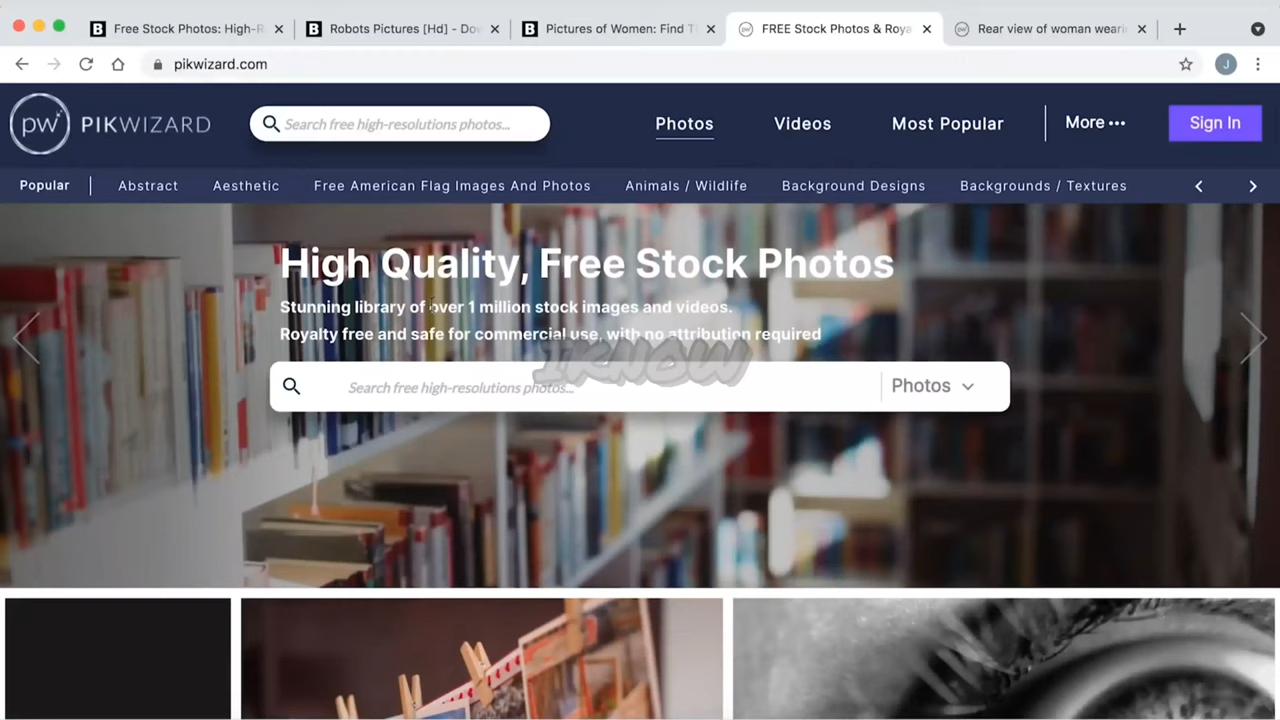 Free Stock Photos: High-R
Robots Pictures [Hd] - Dow
Pictures of Women: Find T
FREE Stock Photos & Roya
Rear view of woman weari
pikwizard.com
J
pw PIKWIZARD
Search free high-resolutions photos...
Photos
Videos
Most Popular
More •••
Sign In
Popular
Abstract
Aesthetic
Free American Flag Images And Photos
Animals / Wildlife
Background Designs
Backgrounds / Textures
High Quality, Free Stock Photos
Stunning library of over 1 million stock images and videos.
Royalty free and safe for commercial use, with no attribution required
IKNOW
Search free high-resolutions photos...
Photos